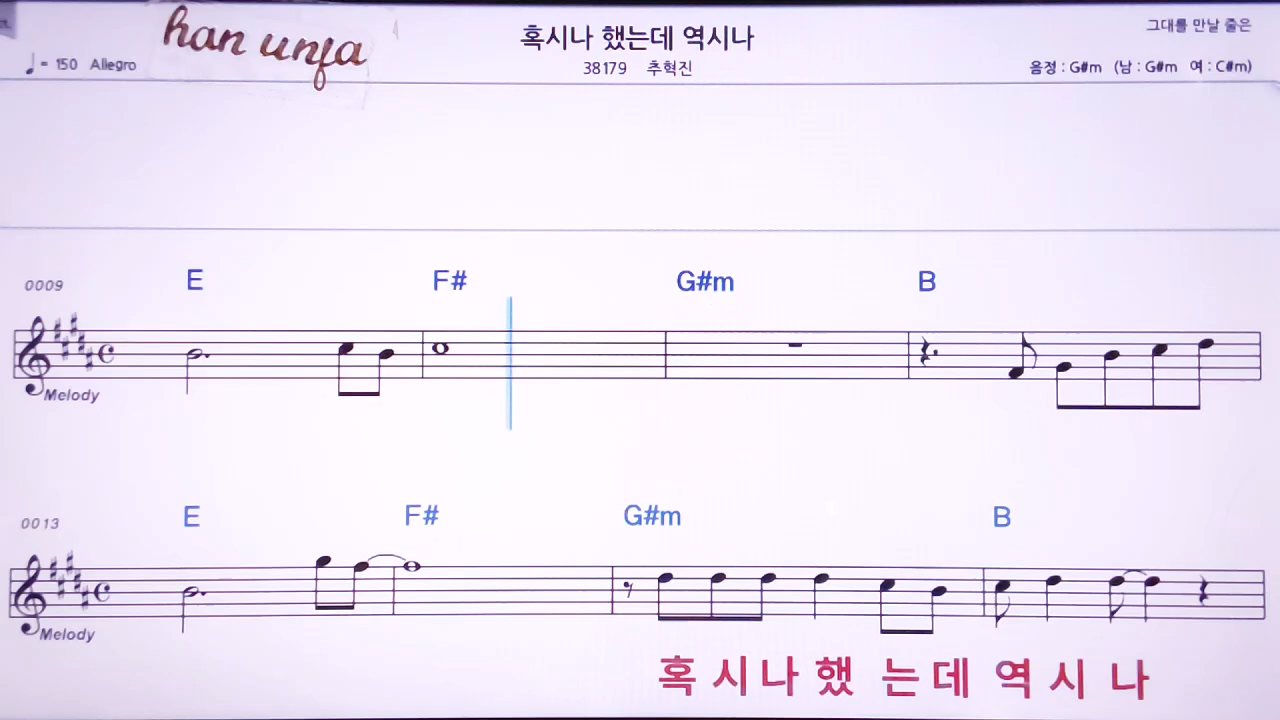 han unja
혹시나 했는데 역시나
그대를 만날 줄은
♩= 150 Allegro
38179 추혁진
음정 : G#m (남 : G#m 여 : C#m)
0009 E F# G#m B
Melody
0013 E F# G#m B
Melody
혹 시 나 했 는 데 역 시 나